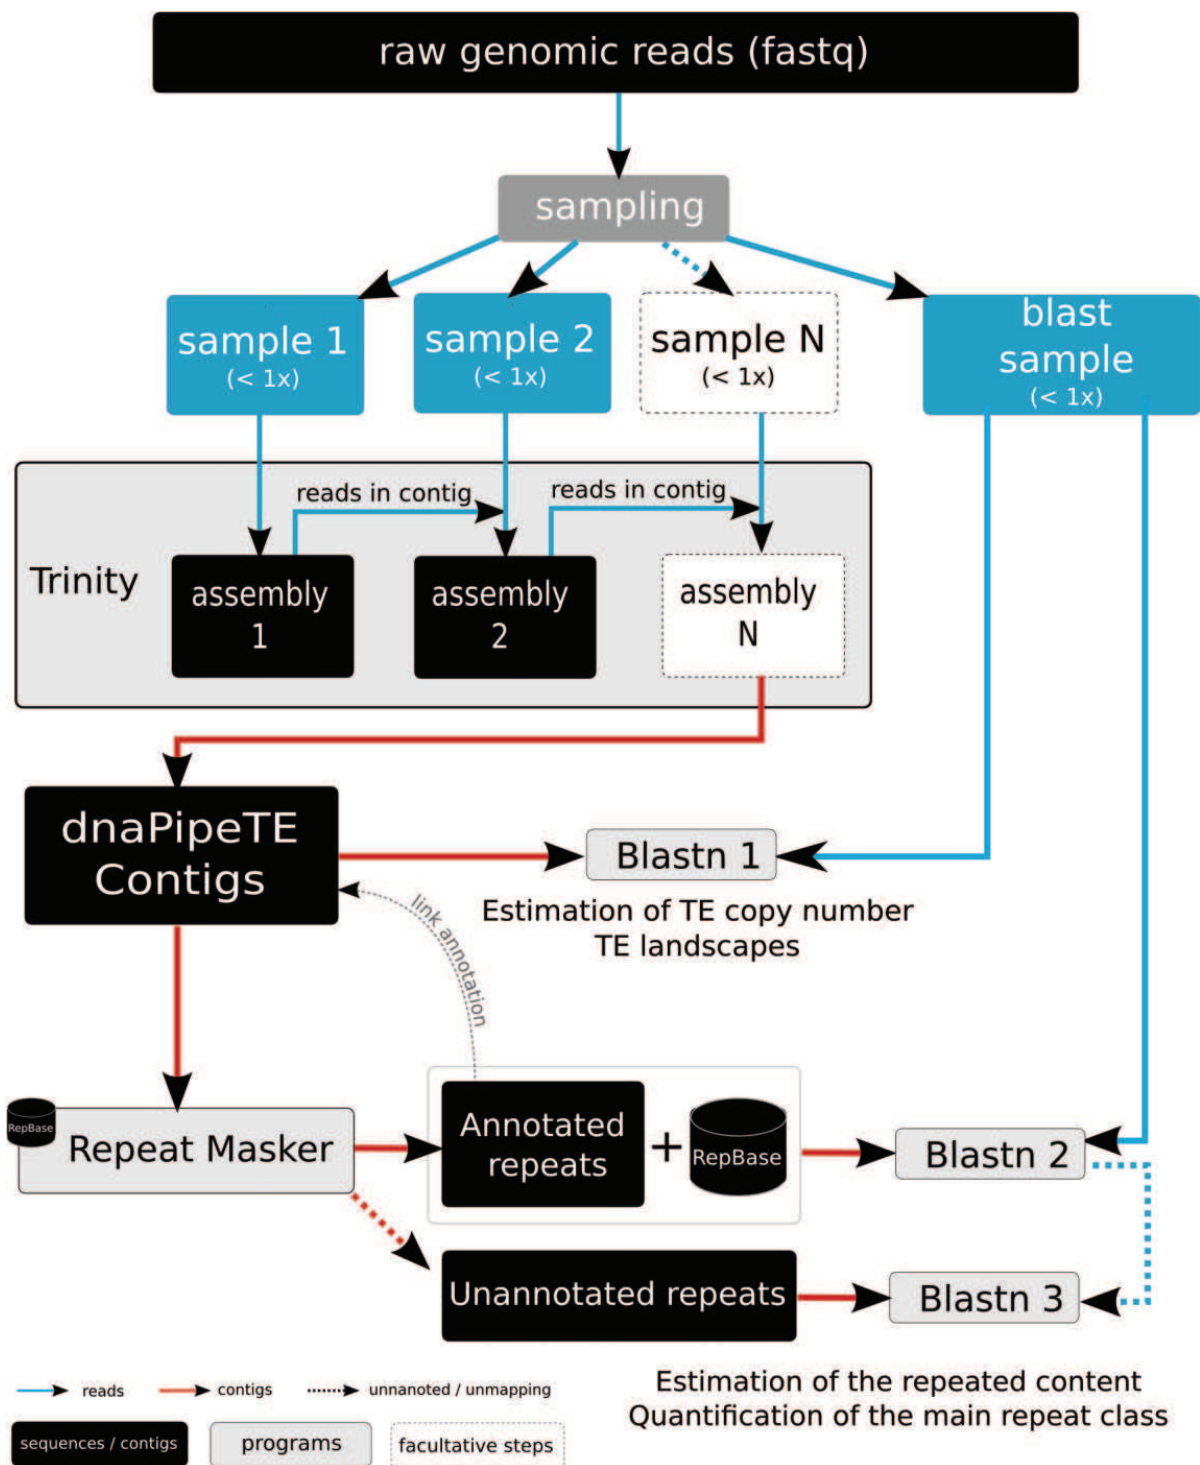 raw genomic reads (fastq)
sampling
sample 1
(< 1x)
sample 2
(< 1x)
sample N
(< 1x)
blast
sample
(< 1x)
reads in contig
reads in contig
Trinity
assembly
1
assembly
2
assembly
N
dnaPipeTE
Contigs
Blastn 1
Estimation of TE copy number
TE landscapes
link annotation
RepBase
Repeat Masker
Annotated
repeats
+
RepBase
Blastn 2
Unannotated repeats
Blastn 3
reads
contigs
unnanoted / unmapping
sequences / contigs
programs
facultative steps
Estimation of the repeated content
Quantification of the main repeat class